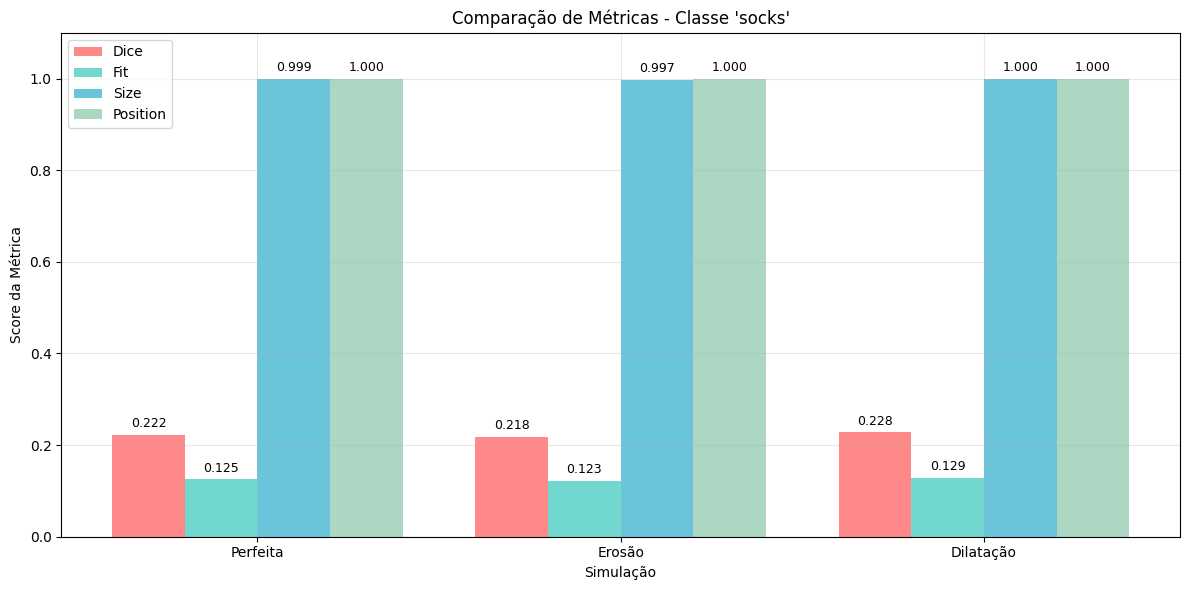 Comparação de Métricas - Classe 'socks'
Dice
Fit
Size
Position
Score da Métrica
1.0
0.8
0.6
0.4
0.2
0.0
0.222
0.125
0.999
1.000
0.218
0.123
0.997
1.000
0.228
0.129
1.000
1.000
Perfeita
Erosão
Dilatação
Simulação